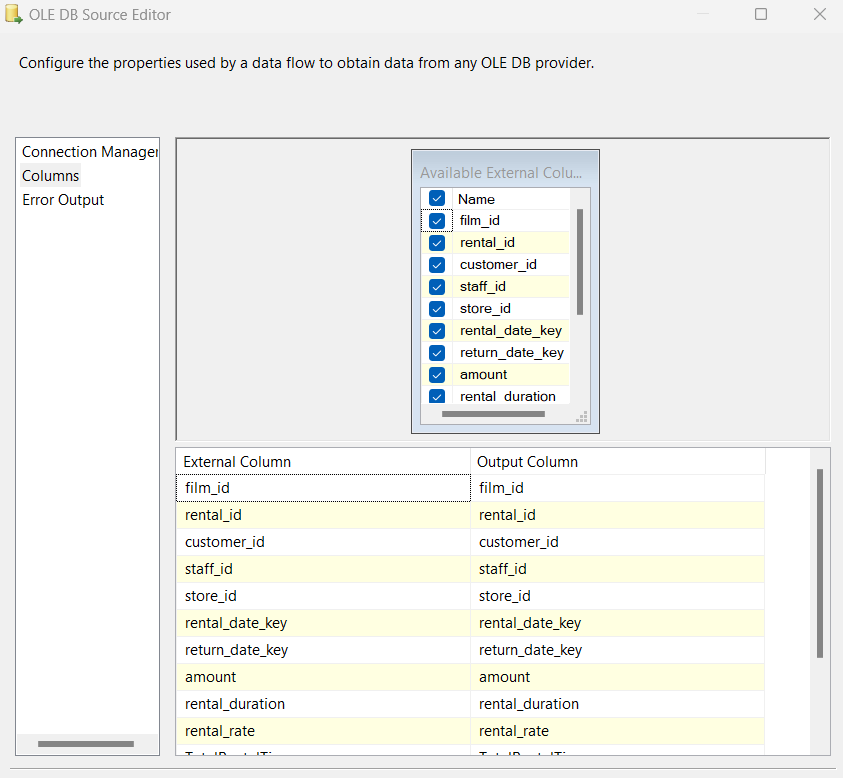 OLE DB Source Editor
Configure the properties used by a data flow to obtain data from any OLE DB provider.
Connection Manager
Columns
Error Output
Available External Colu...
Name
film_id
rental_id
customer_id
staff_id
store_id
rental_date_key
return_date_key
amount
rental_duration
External Column Output Column
film_id film_id
rental_id rental_id
customer_id customer_id
staff_id staff_id
store_id store_id
rental_date_key rental_date_key
return_date_key return_date_key
amount amount
rental_duration rental_duration
rental_rate rental_rate